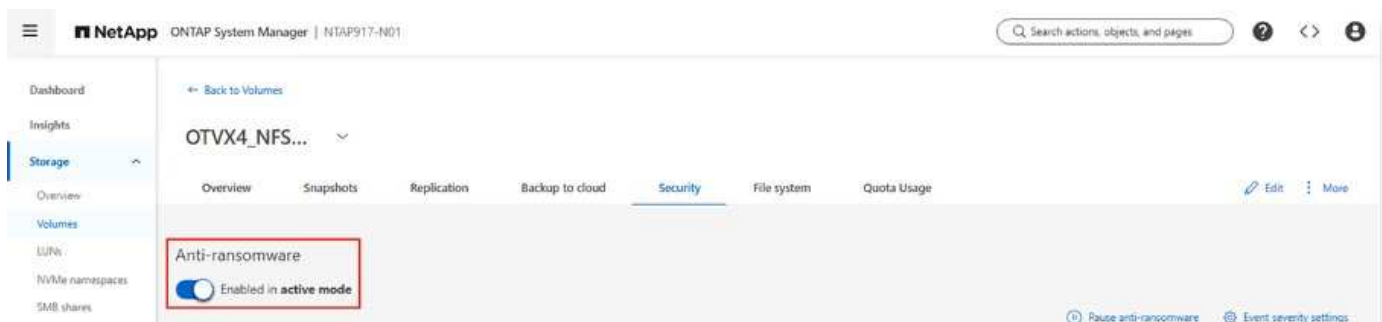 NetApp ONTAP System Manager | NTAP917-N01
Search actions, objects, and pages
Dashboard
Insights
Storage
Overview
Volumes
LUNs
NVMe namespaces
SMB shares
← Back to Volumes
OTVX4_NFS...
Overview Snapshots Replication Backup to cloud Security File system Quota Usage
Edit More
Anti-ransomware
Enabled in active mode
Pause anti-ransomware Event severity settings